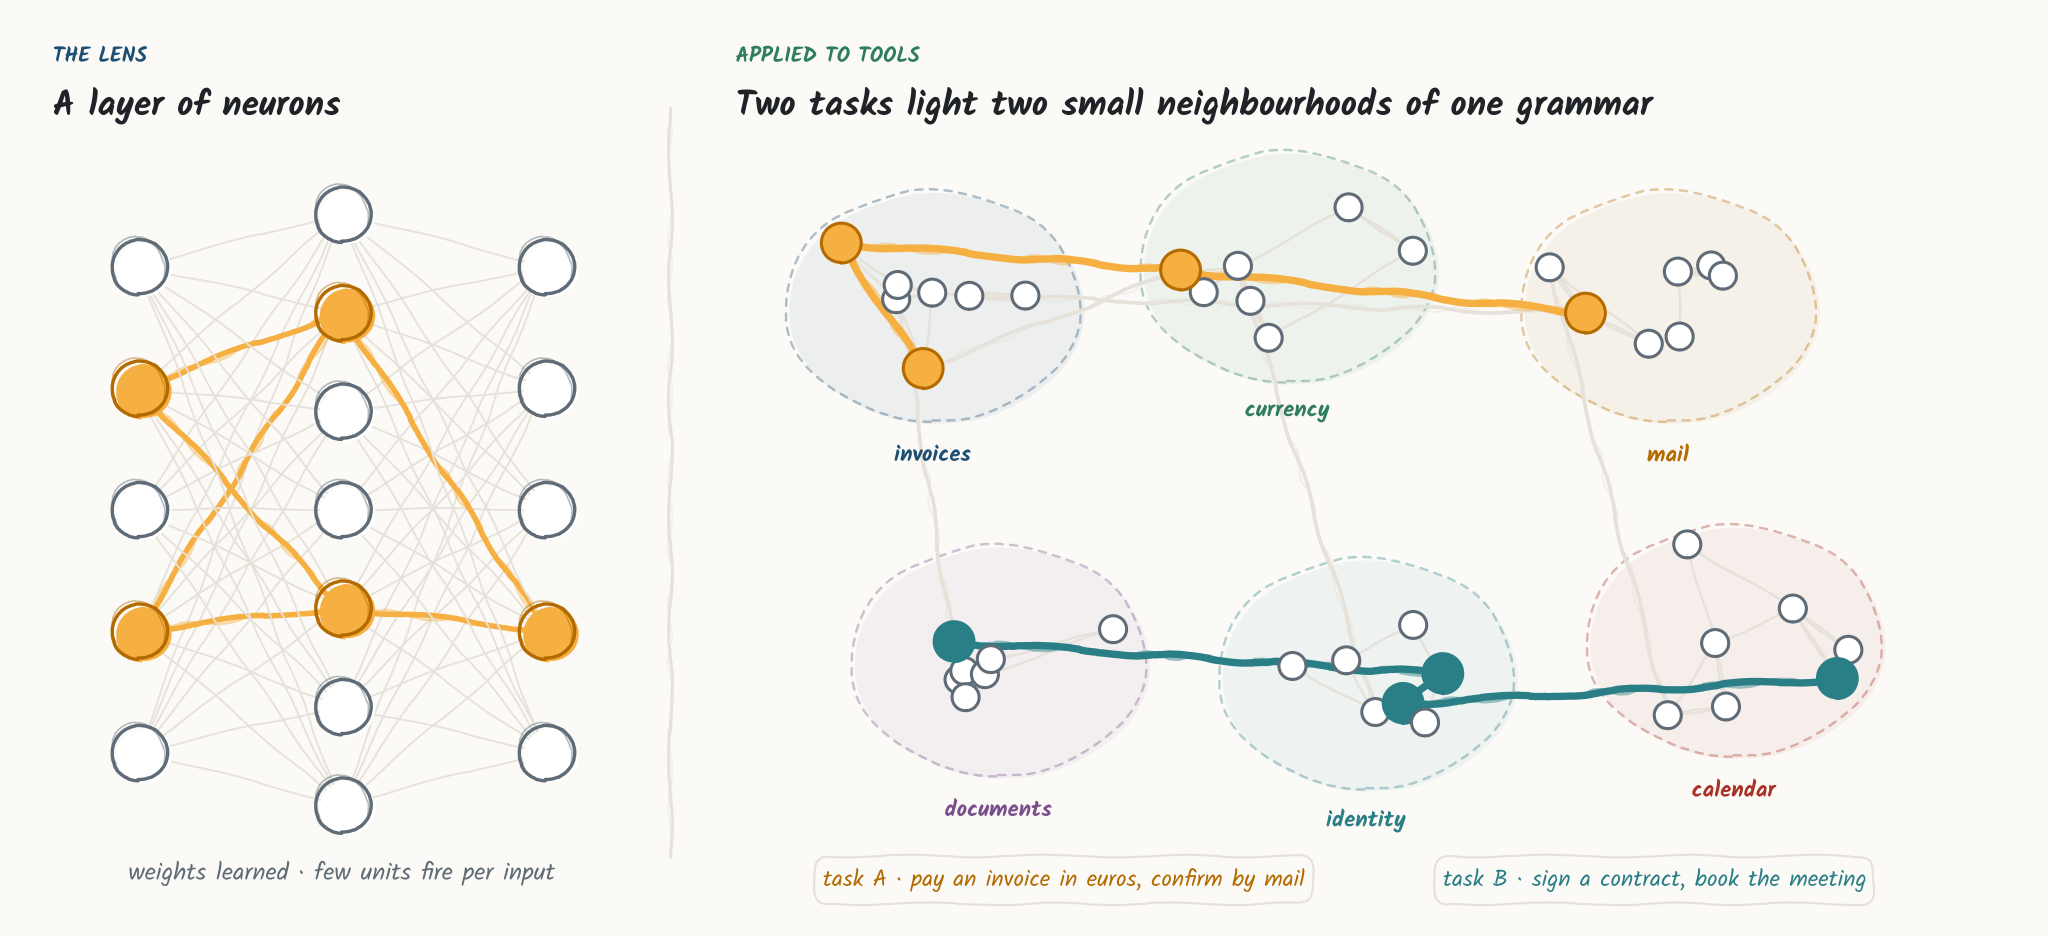 THE LENS
A layer of neurons
weights learned · few units fire per input
APPLIED TO TOOLS
Two tasks light two small neighbourhoods of one grammar
invoices
currency
mail
documents
identity
calendar
task A · pay an invoice in euros, confirm by mail
task B · sign a contract, book the meeting